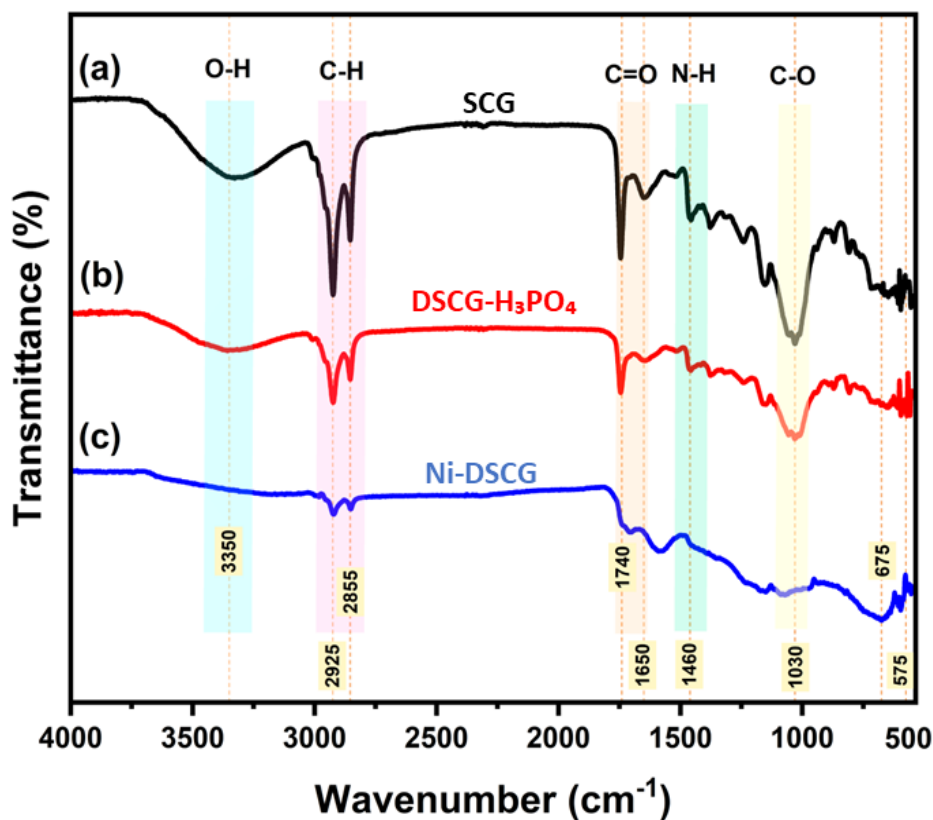 (a)
O-H
C-H
C=O
N-H
C-O
SCG
(b)
DSCG-H₃PO₄
(c)
Ni-DSCG
3350
2925
2855
1740
1650
1460
1030
675
575
Transmittance (%)
4000
3500
3000
2500
2000
1500
1000
500
Wavenumber (cm⁻¹)